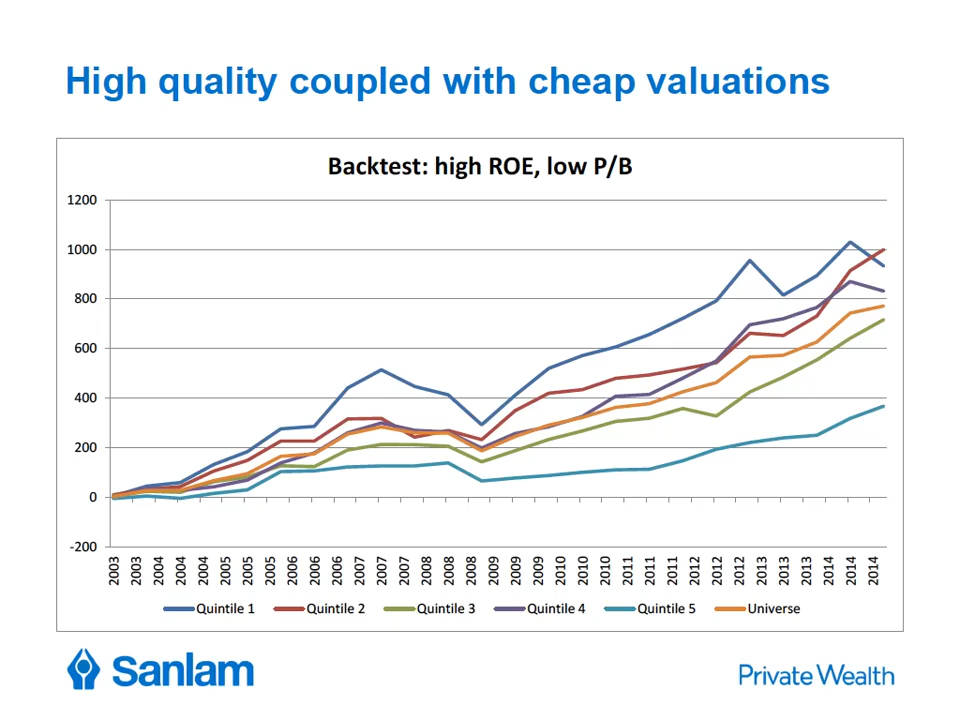 High quality coupled with cheap valuations
Backtest: high ROE, low P/B
1200
1000
800
600
400
200
0
-200
2003 2003 2004 2004 2004 2005 2005 2005 2006 2006 2006 2007 2007 2007 2008 2008 2008 2009 2009 2009 2010 2010 2010 2011 2011 2011 2012 2012 2012 2013 2013 2013 2014 2014 2014
Quintile 1 Quintile 2 Quintile 3 Quintile 4 Quintile 5 Universe
Sanlam
Private Wealth